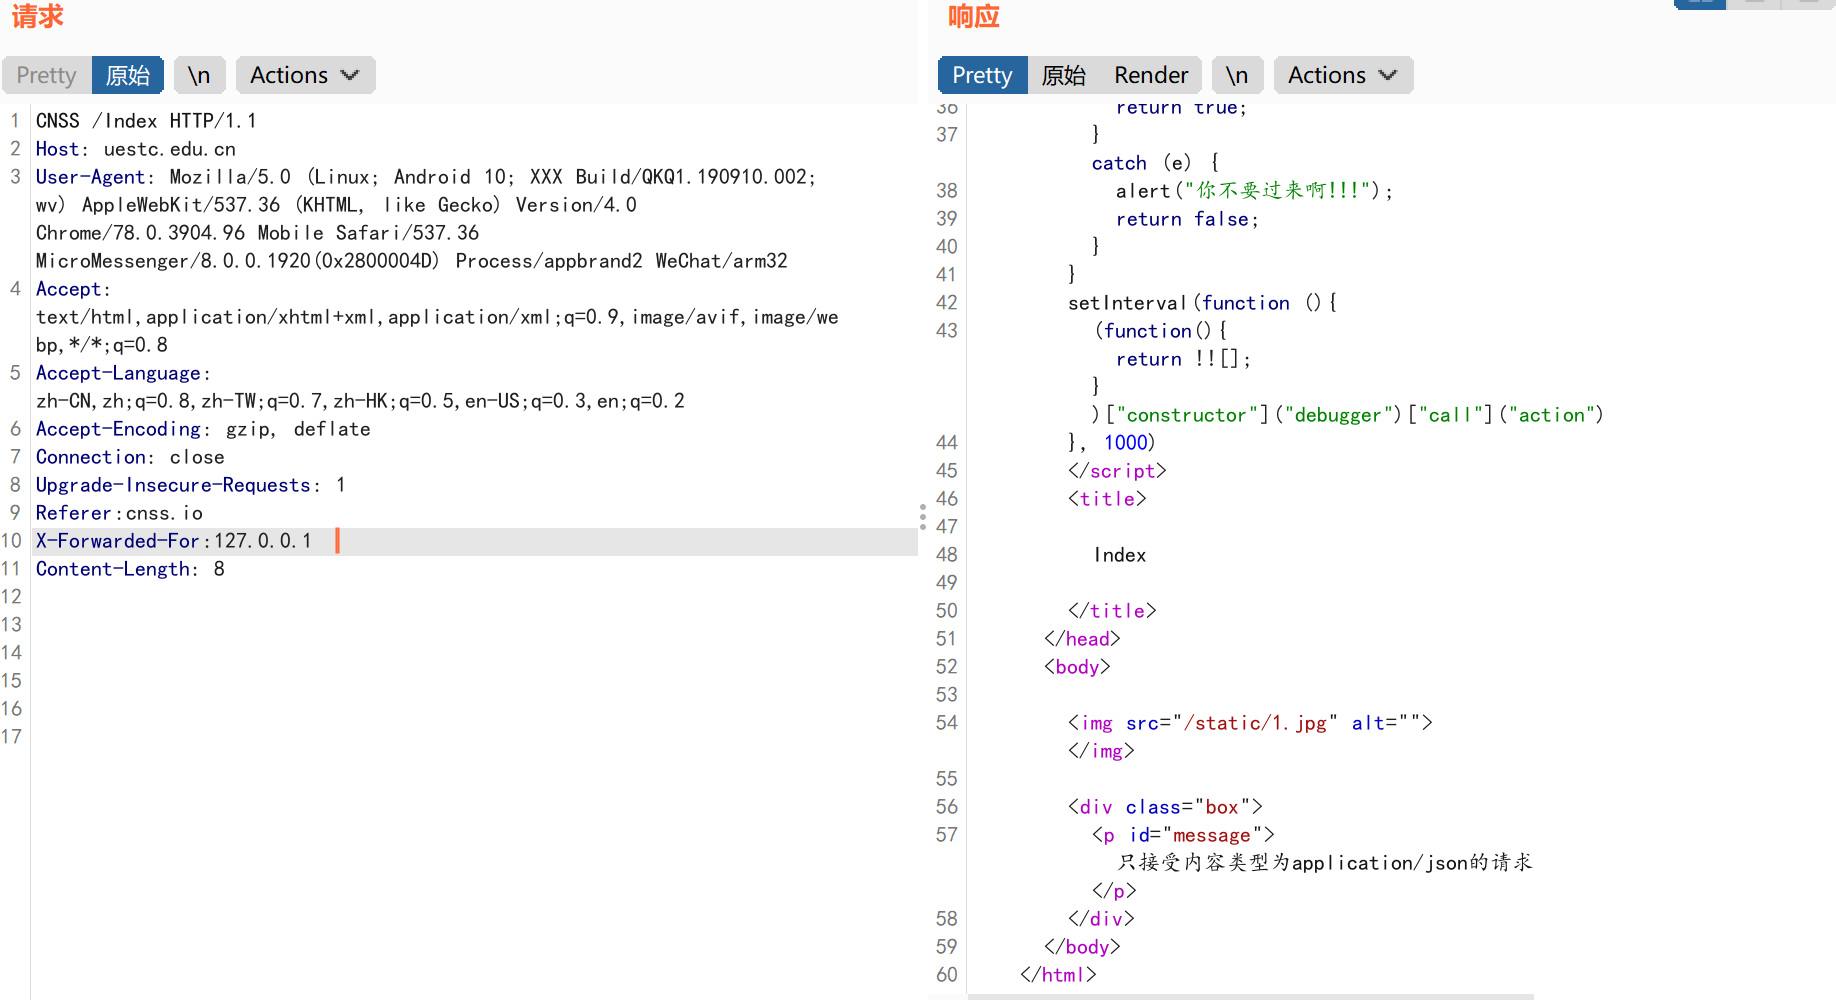 请求
Pretty 原始 \n Actions
1 CNSS /Index HTTP/1.1
2 Host: uestc.edu.cn
3 User-Agent: Mozilla/5.0 (Linux; Android 10; XXX Build/QKQ1.190910.002;
wv) AppleWebKit/537.36 (KHTML, like Gecko) Version/4.0
Chrome/78.0.3904.96 Mobile Safari/537.36
MicroMessenger/8.0.0.1920(0x2800004D) Process/appbrand2 WeChat/arm32
4 Accept:
text/html,application/xhtml+xml,application/xml;q=0.9,image/avif,image/we
bp,*/*;q=0.8
5 Accept-Language:
zh-CN,zh;q=0.8,zh-TW;q=0.7,zh-HK;q=0.5,en-US;q=0.3,en;q=0.2
6 Accept-Encoding: gzip, deflate
7 Connection: close
8 Upgrade-Insecure-Requests: 1
9 Referer:cnss.io
10 X-Forwarded-For:127.0.0.1
11 Content-Length: 8
12
13
14
15
16
17
响应
Pretty 原始 Render \n Actions
36 return true;
37 }
catch (e) {
38 alert("你不要过来啊!!!");
39 return false;
40 }
41 }
42 setInterval(function (){
43 (function(){
return !![];
}
)["constructor"]("debugger")["call"]("action")
44 }, 1000)
45 </script>
46 <title>
47
48 Index
49
50 </title>
51 </head>
52 <body>
53
54 <img src="/static/1.jpg" alt="">
</img>
55
56 <div class="box">
57 <p id="message">
只接受内容类型为application/json的请求
</p>
58 </div>
59 </body>
60 </html>